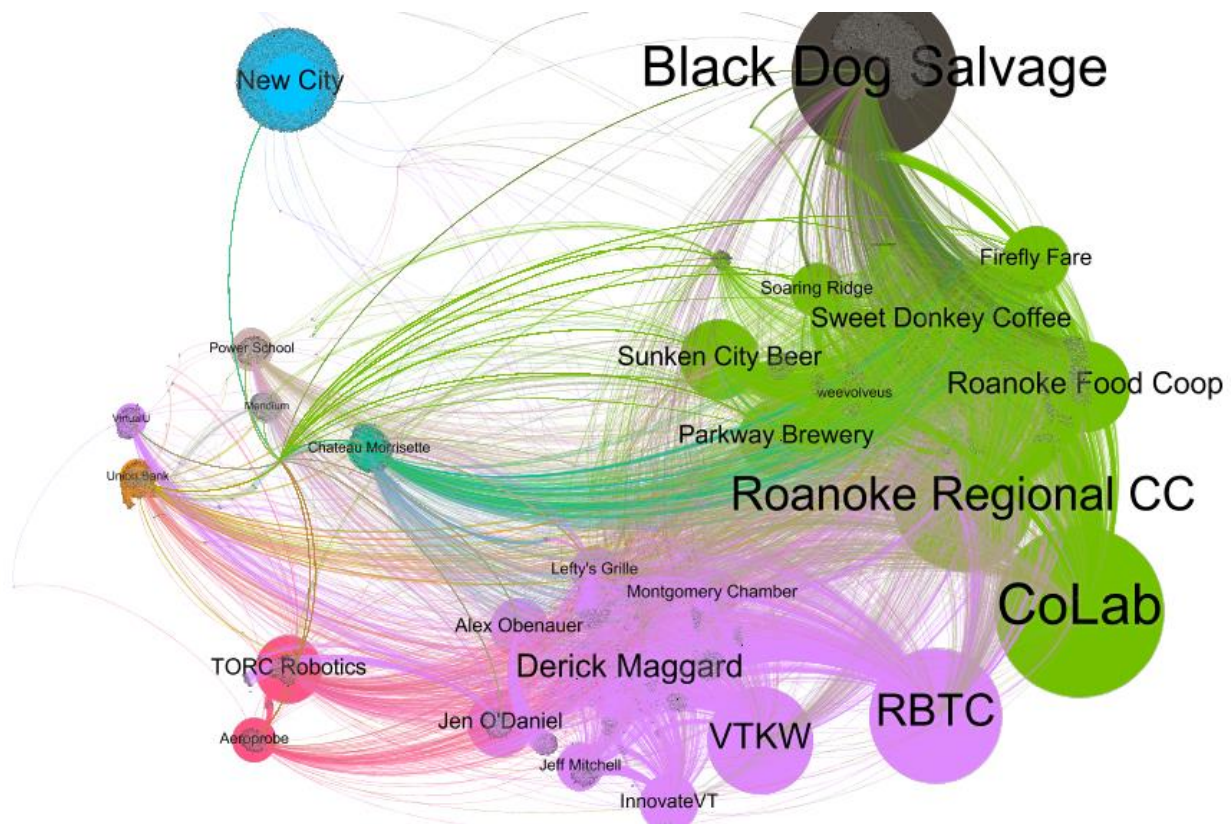 Black Dog Salvage
New City
Firefly Fare
Soaring Ridge
Sweet Donkey Coffee
Power School
Sunken City Beer
Roanoke Food Coop
weevolveus
Mendium
VirtualU
Parkway Brewery
Chateau Morrisette
Union Bank
Roanoke Regional CC
Lefty's Grille
Montgomery Chamber
CoLab
Alex Obenauer
TORC Robotics
Derick Maggard
RBTC
Jen O'Daniel
VTKW
Aeroprobe
Jeff Mitchell
InnovateVT